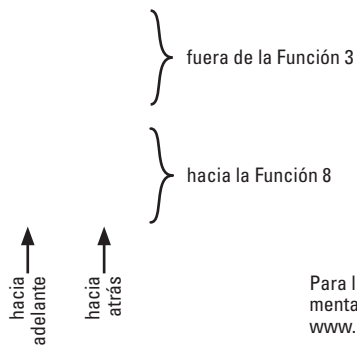 fuera de la Función 3
hacia la Función 8
hacia
adelante
hacia
atrás
Para l
menta
www.